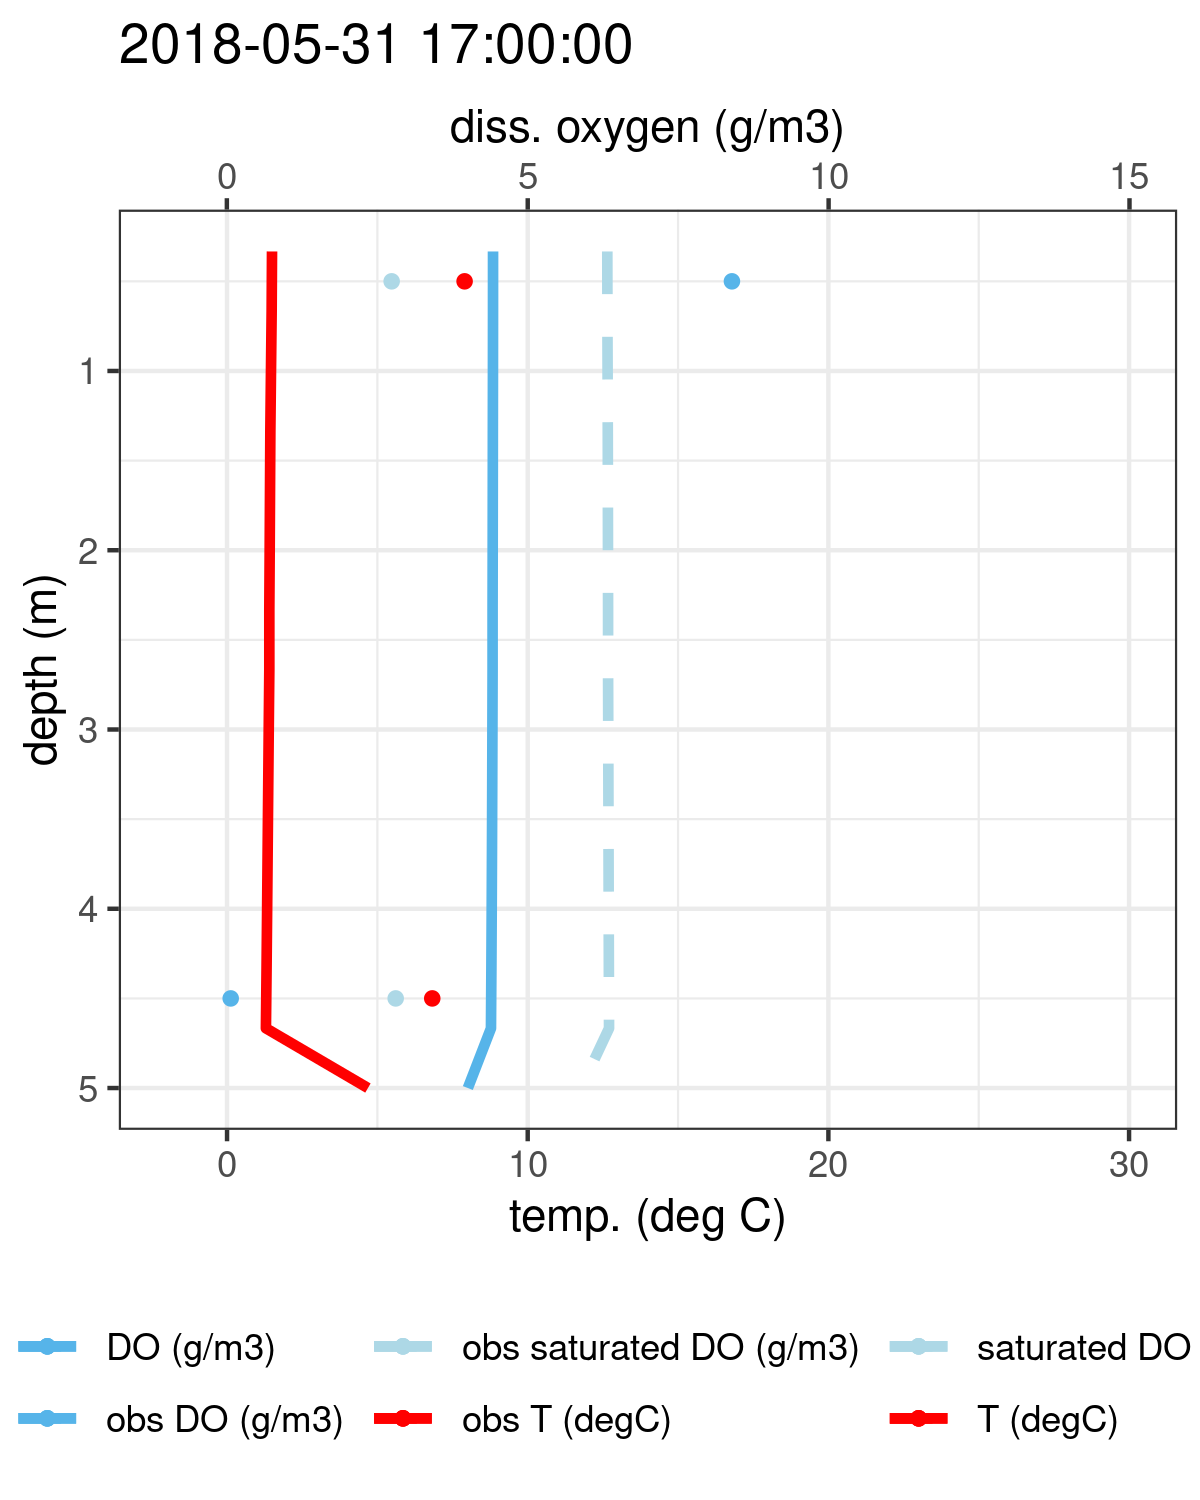 2018-05-31 17:00:00
diss. oxygen (g/m3)
0 5 10 15
depth (m)
1
2
3
4
5
0 10 20 30
temp. (deg C)
DO (g/m3) obs saturated DO (g/m3) saturated DO
obs DO (g/m3) obs T (degC) T (degC)